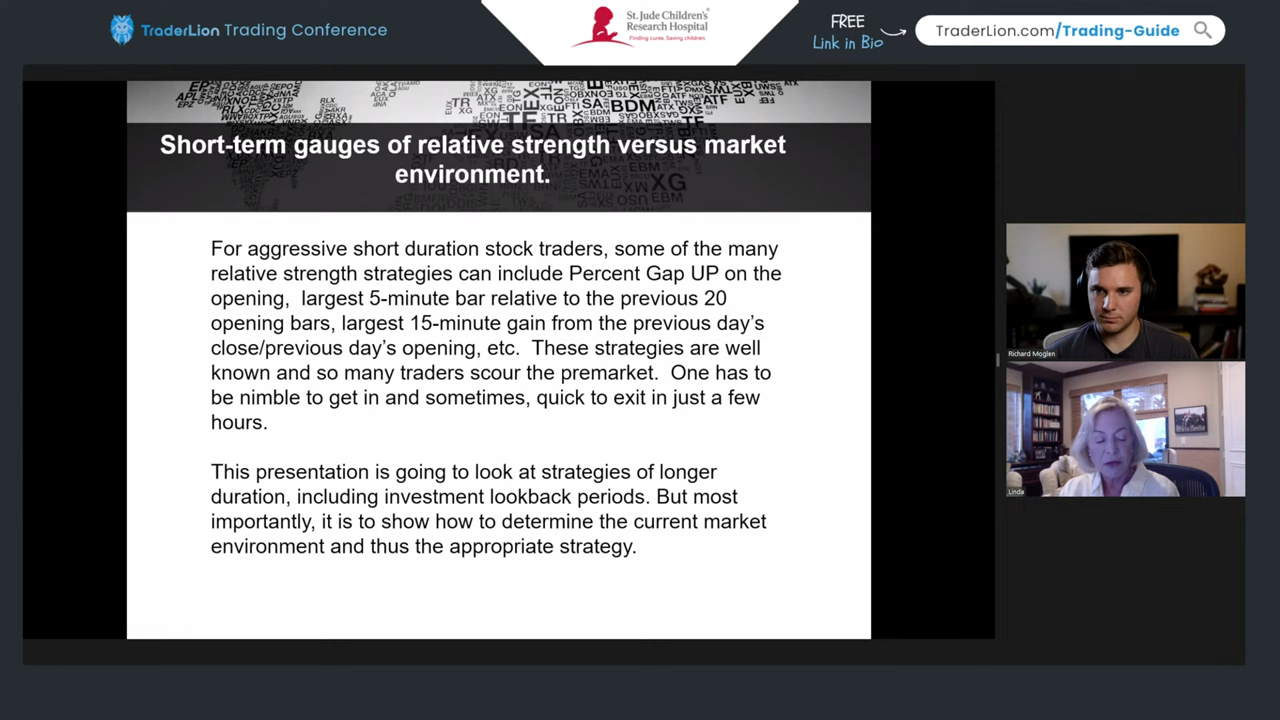 TraderLion Trading Conference
St. Jude Children's
Research Hospital
Finding cures. Saving children.
FREE
Link in Bio
TraderLion.com/Trading-Guide
Short-term gauges of relative strength versus market
environment.
For aggressive short duration stock traders, some of the many
relative strength strategies can include Percent Gap UP on the
opening,  largest 5-minute bar relative to the previous 20
opening bars, largest 15-minute gain from the previous day's
close/previous day's opening, etc.  These strategies are well
known and so many traders scour the premarket.  One has to
be nimble to get in and sometimes, quick to exit in just a few
hours.
This presentation is going to look at strategies of longer
duration, including investment lookback periods. But most
importantly, it is to show how to determine the current market
environment and thus the appropriate strategy.
Richard Moglen
Linda